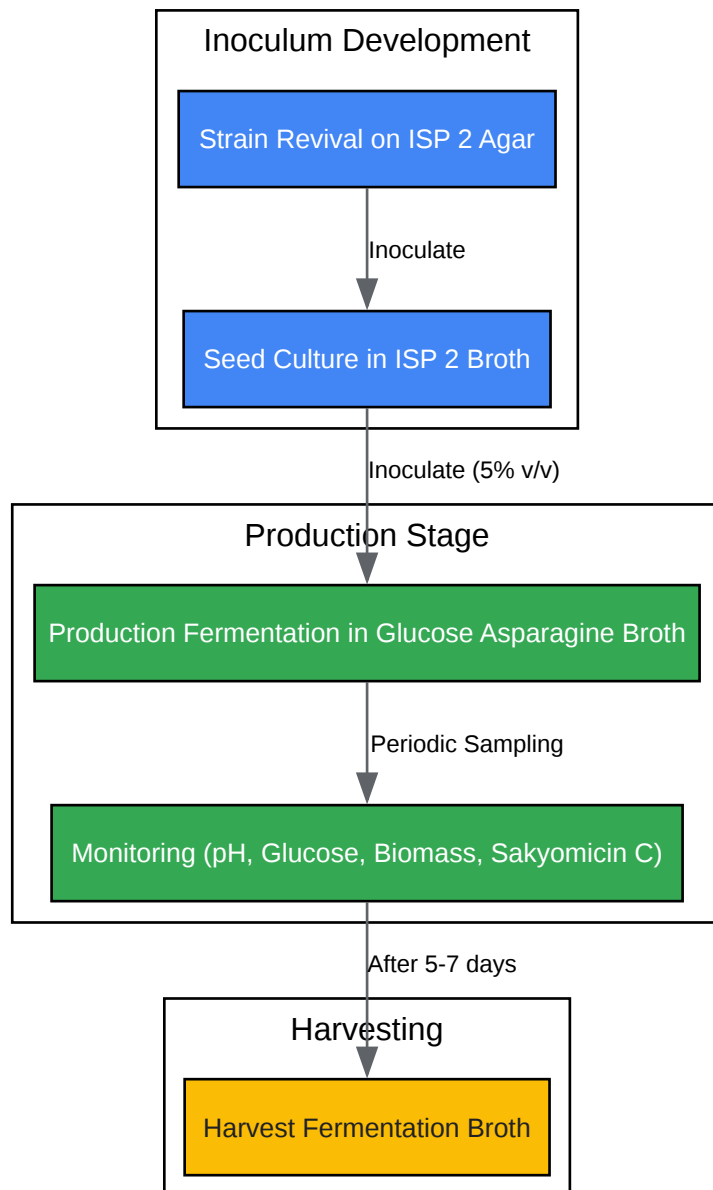 Inoculum Development
Strain Revival on ISP 2 Agar
Inoculate
Seed Culture in ISP 2 Broth
Inoculate (5% v/v)
Production Stage
Production Fermentation in Glucose Asparagine Broth
Periodic Sampling
Monitoring (pH, Glucose, Biomass, Sakyomicin C)
After 5-7 days
Harvesting
Harvest Fermentation Broth